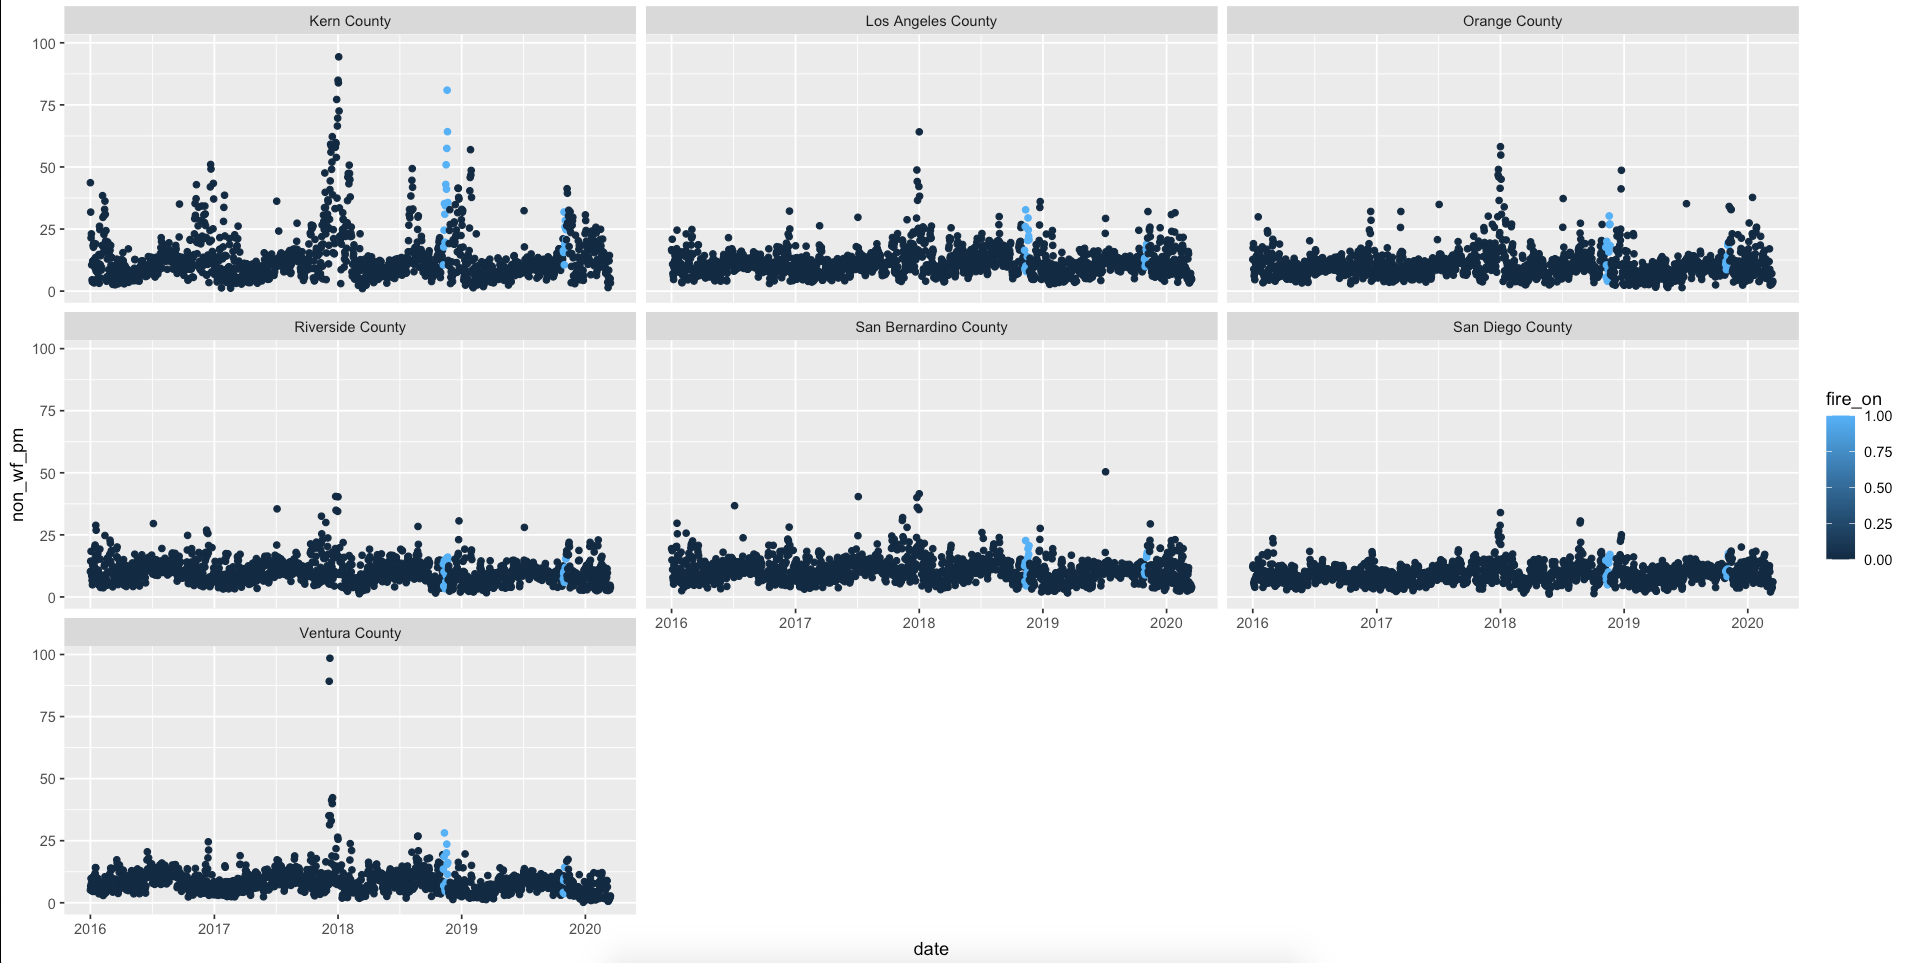 Kern County
Los Angeles County
Orange County
100
75
50
25
0
Riverside County
San Bernardino County
San Diego County
100
75
50
25
0
2016 2017 2018 2019 2020
2016 2017 2018 2019 2020
Ventura County
100
75
50
25
0
2016 2017 2018 2019 2020
non_wf_pm
date
fire_on
1.00
0.75
0.50
0.25
0.00